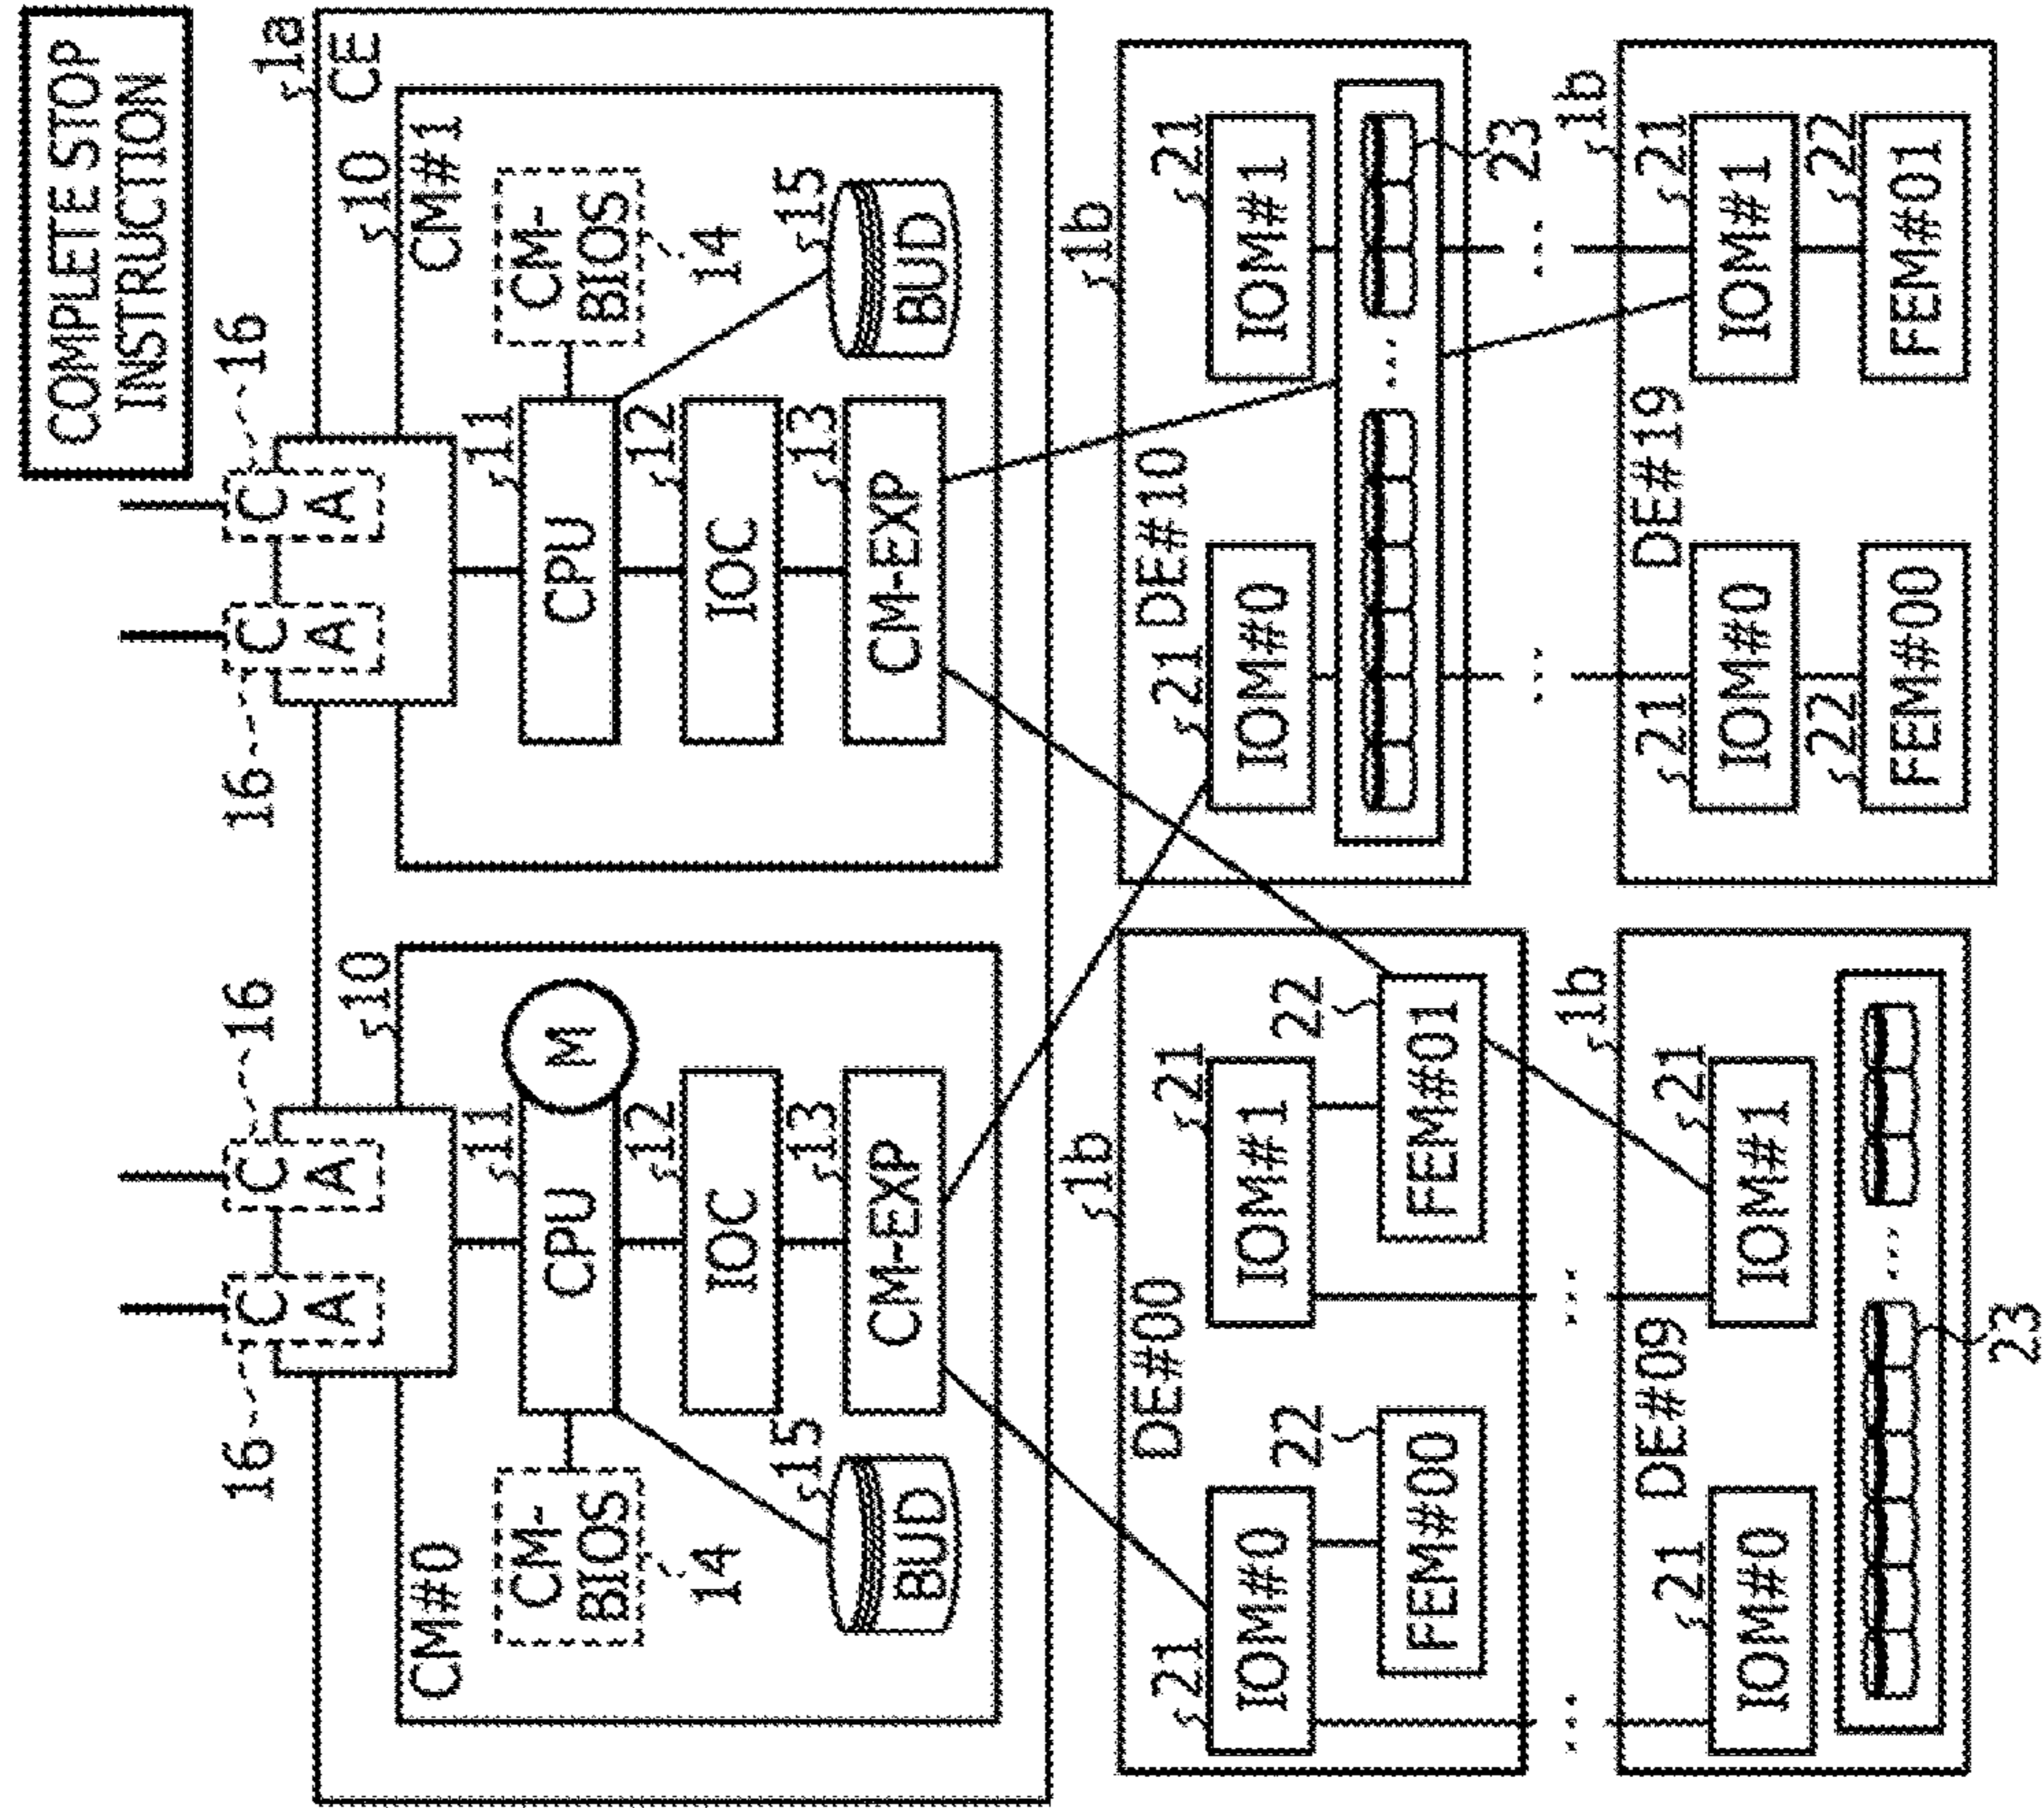 COMPLETE STOP
INSTRUCTION
16 16 16 16
C
A
C
A
C
A
C
A
1a
CE
10
10
CM#0
CM#1
CM-
BIOS
14
11
CPU
M
11
CPU
CM-
BIOS
14
12
IOC
12
IOC
15
BUD
13
CM-EXP
13
CM-EXP
15
BUD
1b
DE#00
21
IOM#0
21
IOM#1
22
FEM#00
22
FEM#01
1b
DE#10
21
IOM#0
21
IOM#1
...
23
... ...
... ...
1b
DE#09
21
IOM#0
21
IOM#1
...
23
1b
DE#19
21
IOM#0
21
IOM#1
22
FEM#00
22
FEM#01